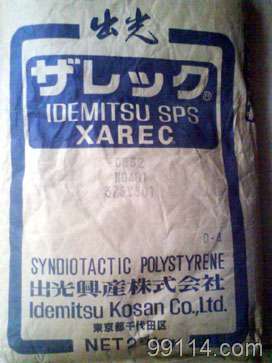 出光
ザレック®
IDEMITSU SPS
XAREC
SYNDIOTACTIC POLYSTYRENE
出光興産株式会社
Idemitsu Kosan Co.,Ltd.
東京都千代田区
NET
99114.com